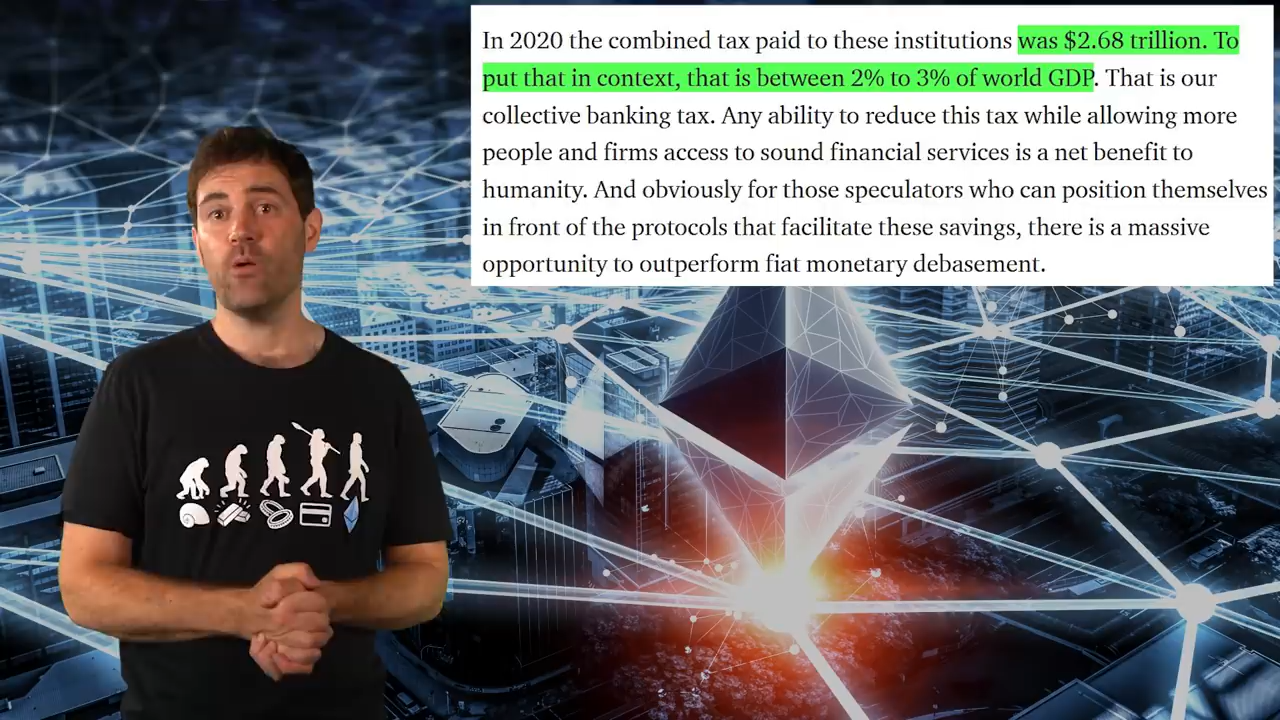 In 2020 the combined tax paid to these institutions was $2.68 trillion. To
put that in context, that is between 2% to 3% of world GDP. That is our
collective banking tax. Any ability to reduce this tax while allowing more
people and firms access to sound financial services is a net benefit to
humanity. And obviously for those speculators who can position themselves
in front of the protocols that facilitate these savings, there is a massive
opportunity to outperform fiat monetary debasement.